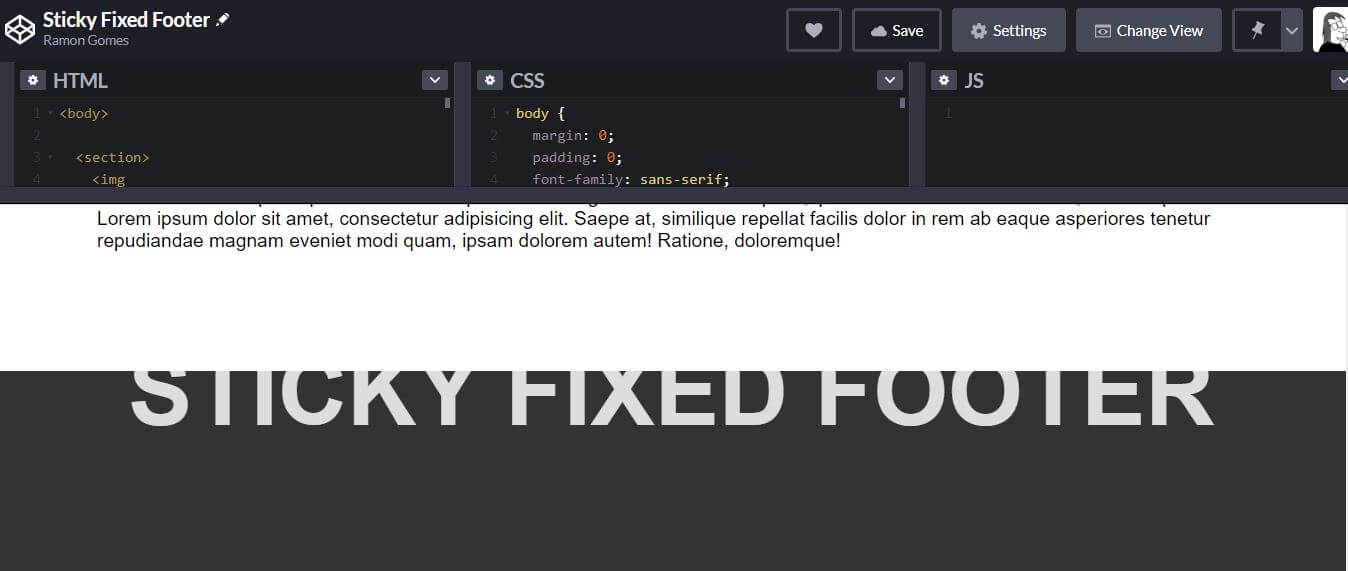 Sticky Fixed Footer
Ramon Gomes
Save
Settings
Change View
HTML
CSS
JS
1 <body>
2
3 <section>
4 <img
1 body {
2 margin: 0;
3 padding: 0;
4 font-family: sans-serif;
1
Lorem ipsum dolor sit amet, consectetur adipisicing elit. Saepe at, similique repellat facilis dolor in rem ab eaque asperiores tenetur
repudiandae magnam eveniet modi quam, ipsam dolorem autem! Ratione, doloremque!
STICKY FIXED FOOTER